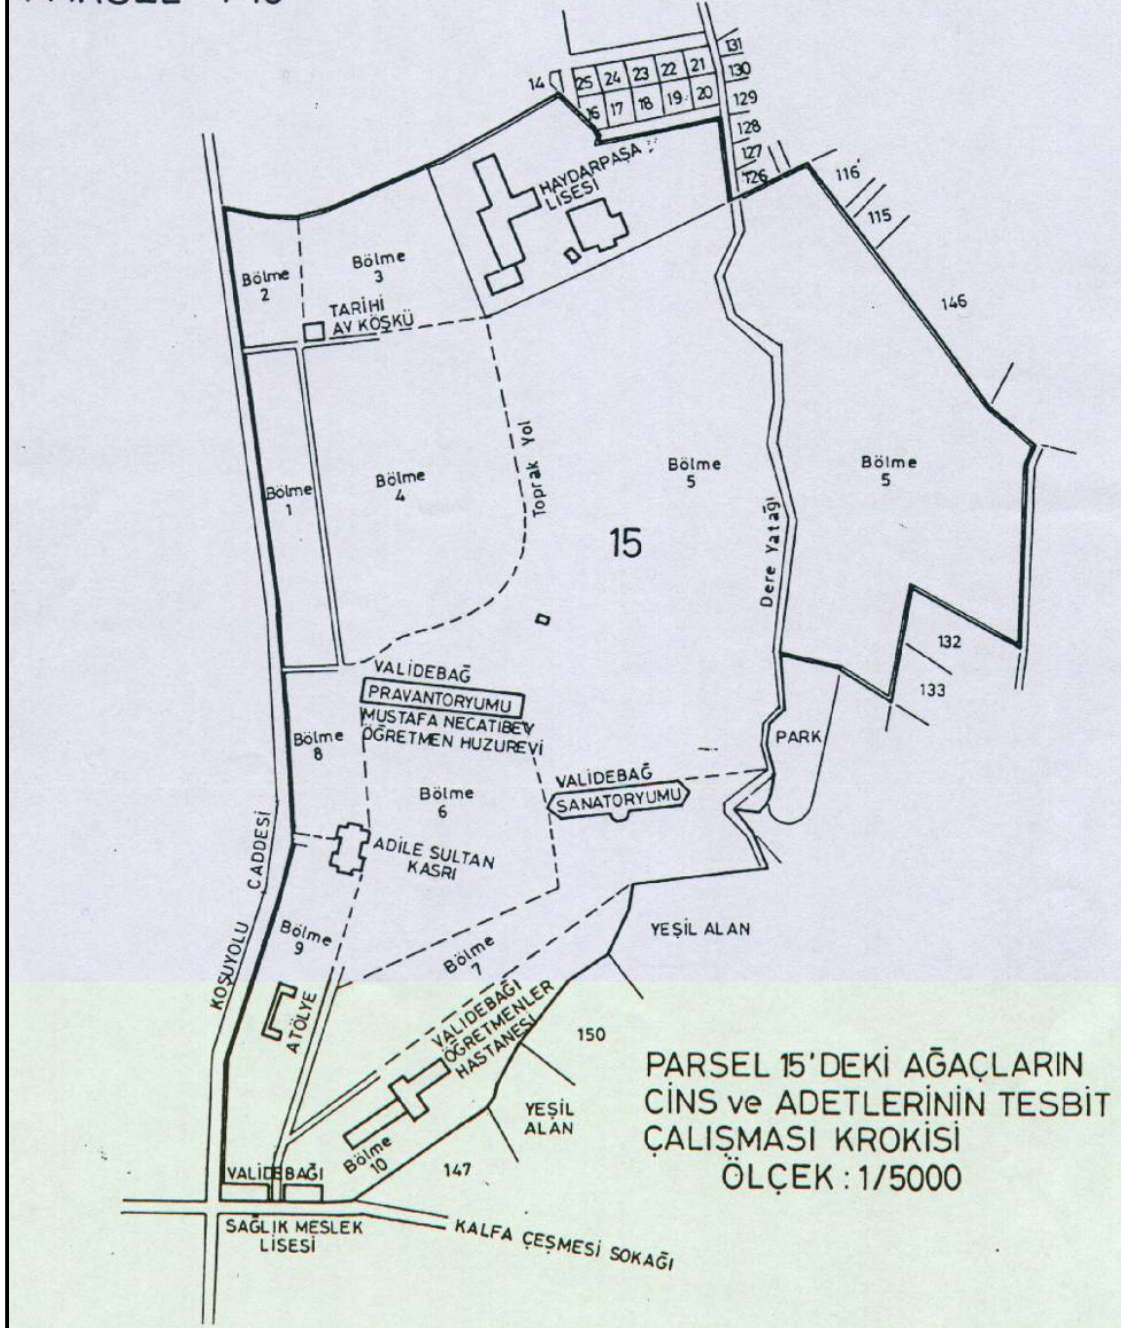 131
130
129
128
127
126
14
25 24 23 22 21
16 17 18 19 20
116
115
146
HAYDARPAŞA
LİSESİ
Bölme
2
Bölme
3
TARİHİ
AV KÖŞKÜ
Bölme
1
Bölme
4
Toprak Yol
Bölme
5
15
Dere Yatağı
Bölme
5
132
133
PARK
VALİDEBAĞ
PRAVANTORYUMU
MUSTAFA NECATİBEY
ÖĞRETMEN HUZUREVİ
Bölme
8
Bölme
6
VALİDEBAĞ
SANATORYUMU
ADİLE SULTAN
KASRI
KOŞUYOLU CADDESİ
Bölme
9
ATÖLYE
Bölme
7
YEŞİL ALAN
VALİDEBAĞI
ÖĞRETMENLER
HASTANESİ
150
YEŞİL
ALAN
Bölme
10
147
VALİDEBAĞI
SAĞLIK MESLEK
LİSESİ
KALFA ÇEŞMESİ SOKAĞI
PARSEL 15'DEKİ AĞAÇLARIN
CİNS ve ADETLERİNİN TESBİT
ÇALIŞMASI KROKİSİ
ÖLÇEK : 1/5000